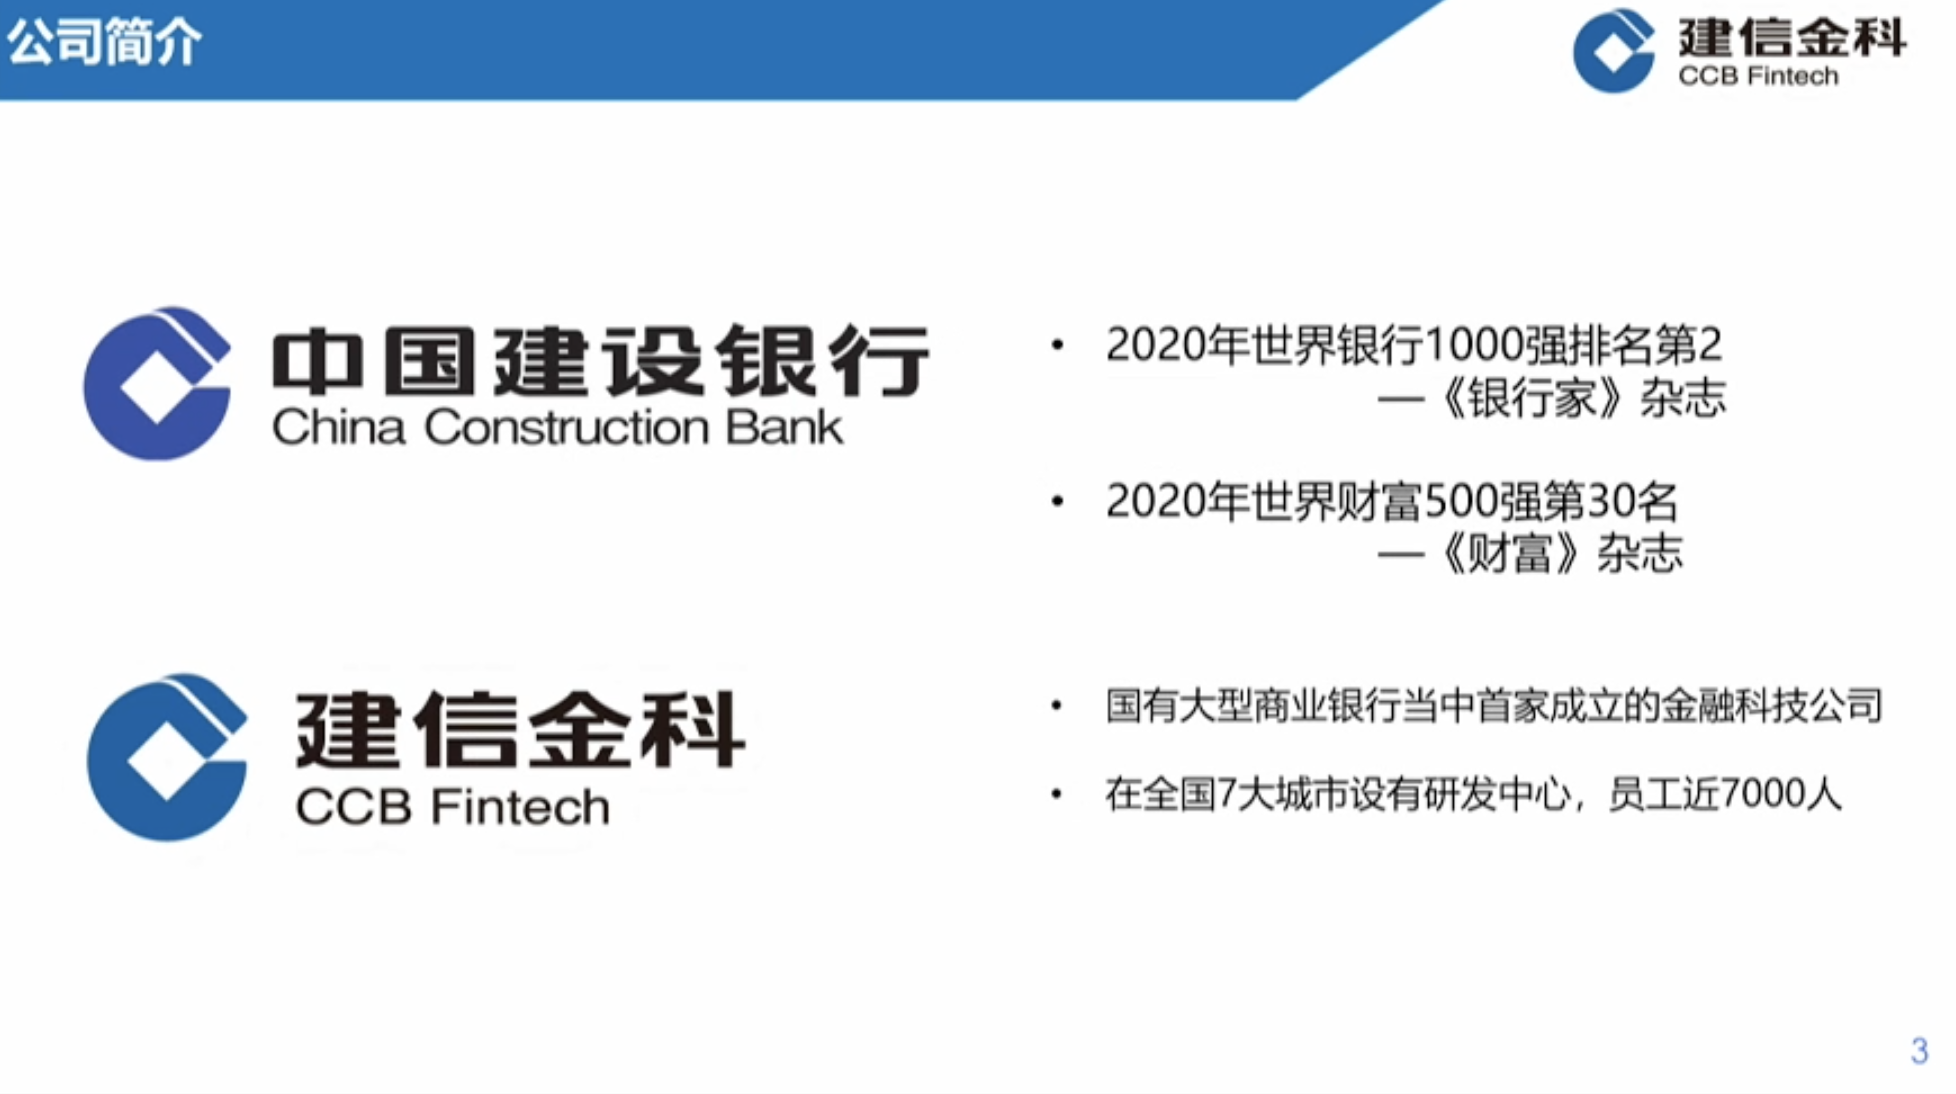 公司简介
建信金科
CCB Fintech
中国建设银行
China Construction Bank
• 2020年世界银行1000强排名第2
—《银行家》杂志
• 2020年世界财富500强第30名
—《财富》杂志
建信金科
CCB Fintech
• 国有大型商业银行当中首家成立的金融科技公司
• 在全国7大城市设有研发中心，员工近7000人
3